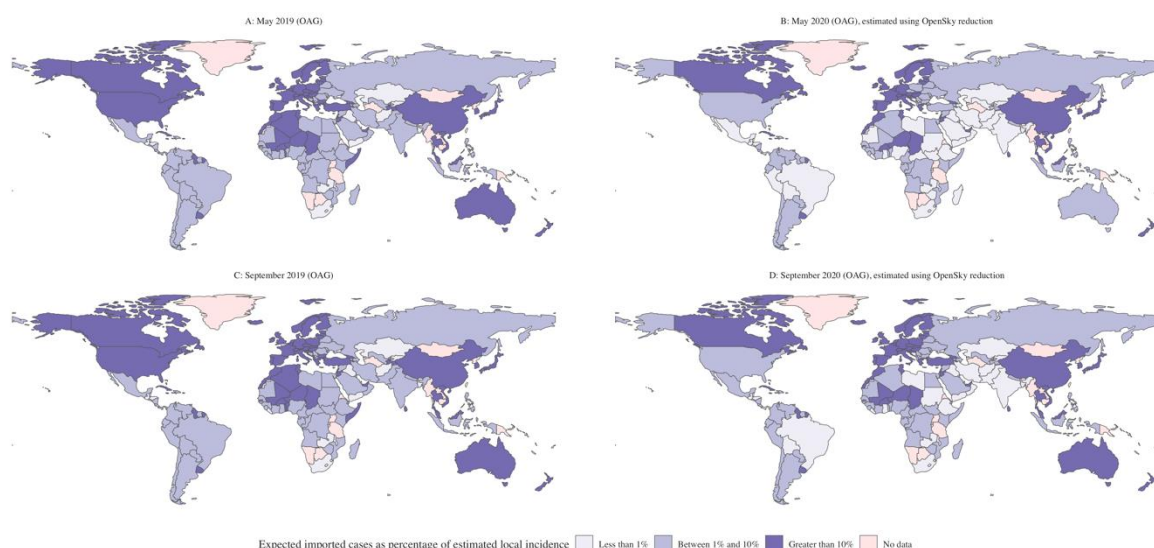 A: May 2019 (OAG)
B: May 2020 (OAG), estimated using OpenSky reduction
C: September 2019 (OAG)
D: September 2020 (OAG), estimated using OpenSky reduction
Expected imported cases as percentage of estimated local incidence Less than 1% Between 1% and 10% Greater than 10% No data